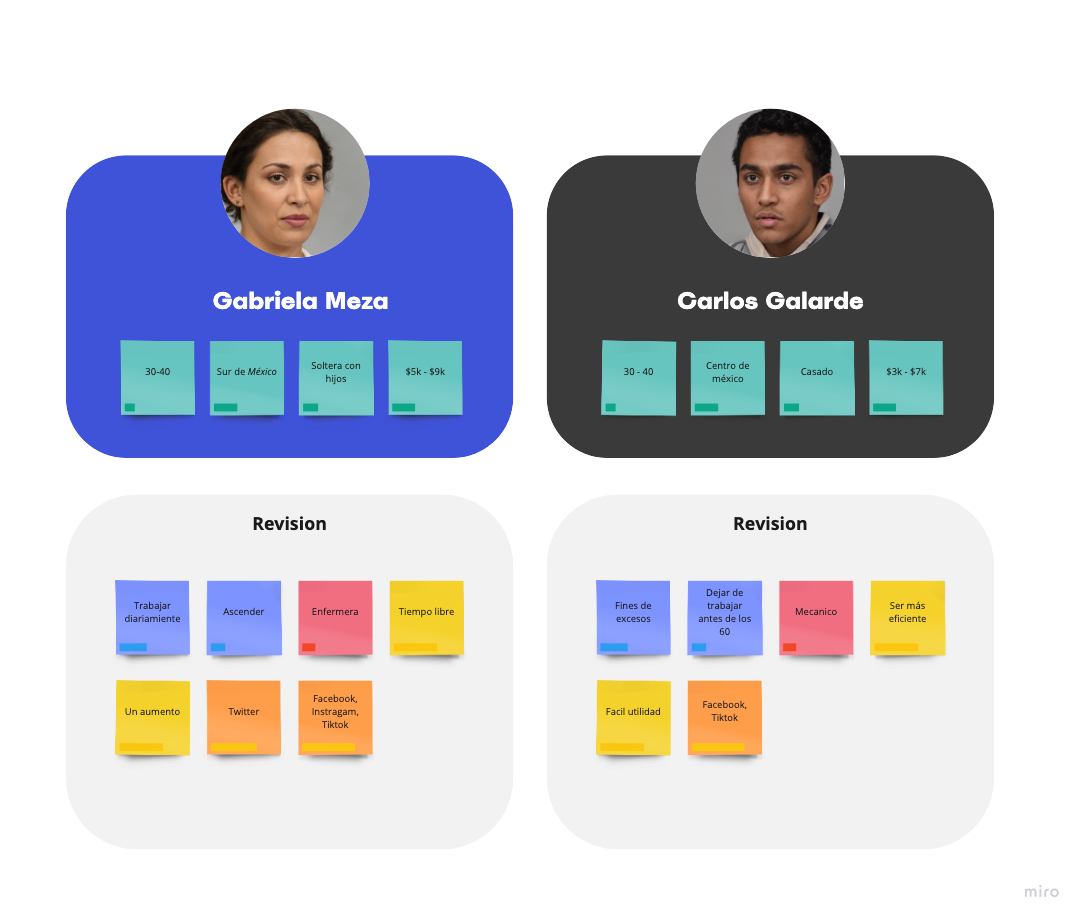 Gabriela Meza
30-40
Sur de México
Soltera con
hijos
$5k - $9k
Carlos Galarde
30 - 40
Centro de
méxico
Casado
$3k - $7k
Revision
Trabajar
diariamiente
Ascender
Enfermera
Tiempo libre
Un aumento
Twitter
Facebook,
Instragam,
Tiktok
Revision
Fines de
excesos
Dejar de
trabajar
antes de los
60
Mecanico
Ser más
eficiente
Facil utilidad
Facebook,
Tiktok
miro